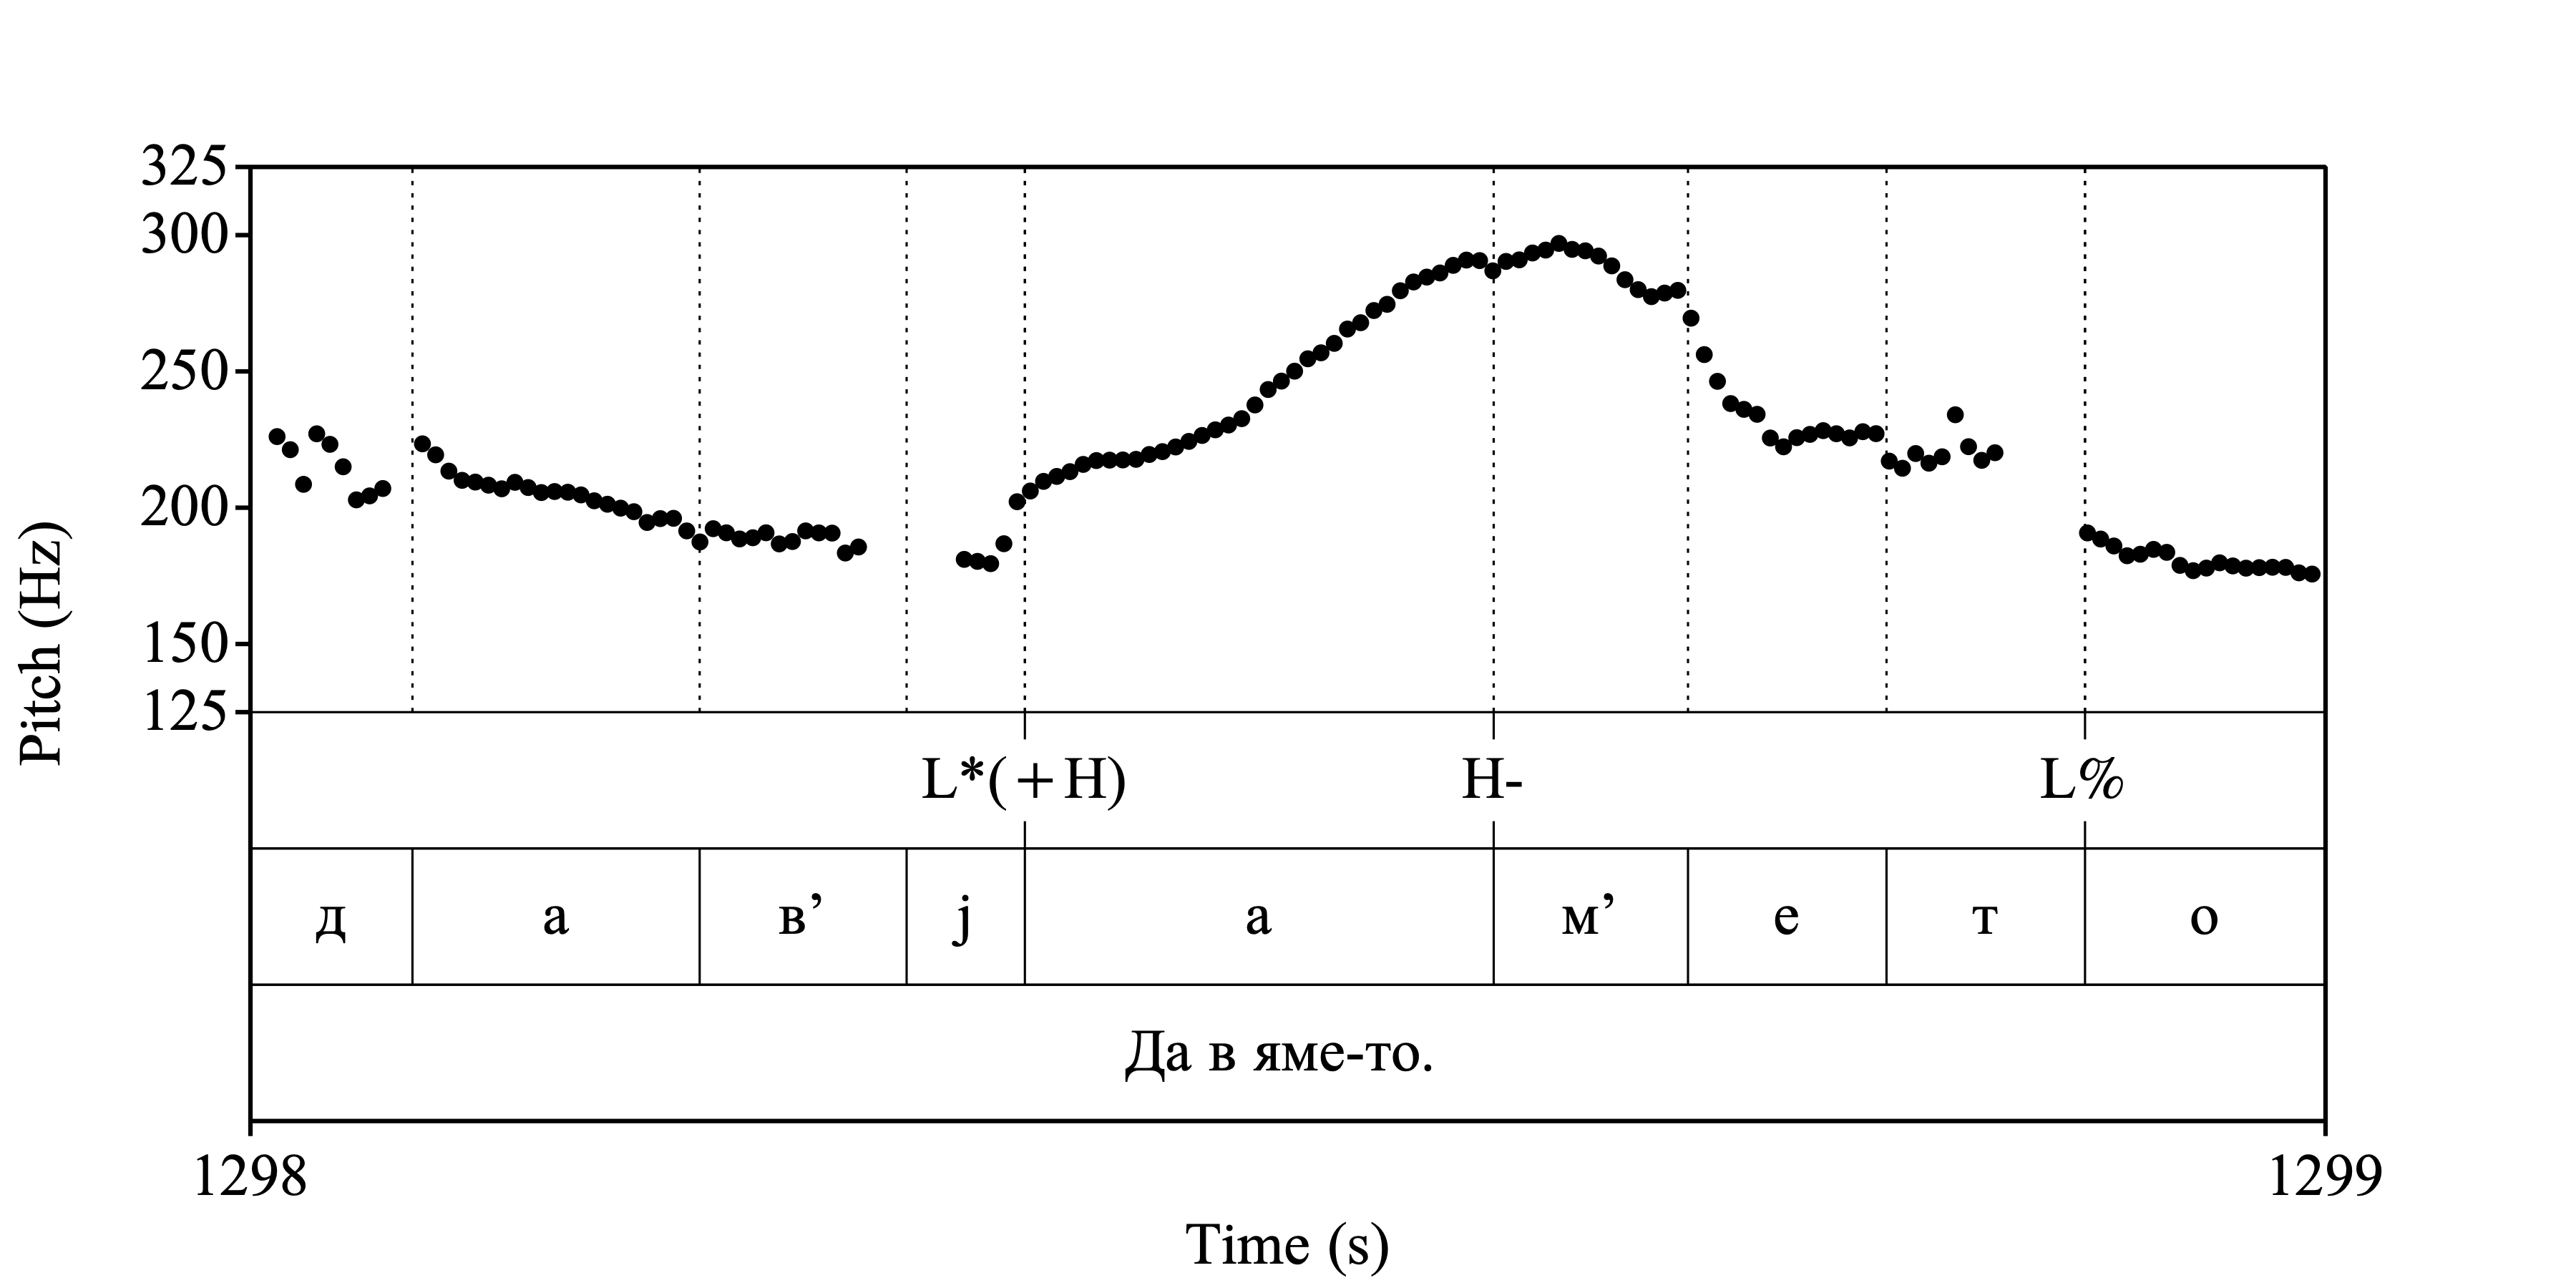 325
300
250
200
150
125
Pitch (Hz)
L*(+H) H- L%
д а в’ j а м’ е т о
Да в яме-то.
1298 1299
Time (s)